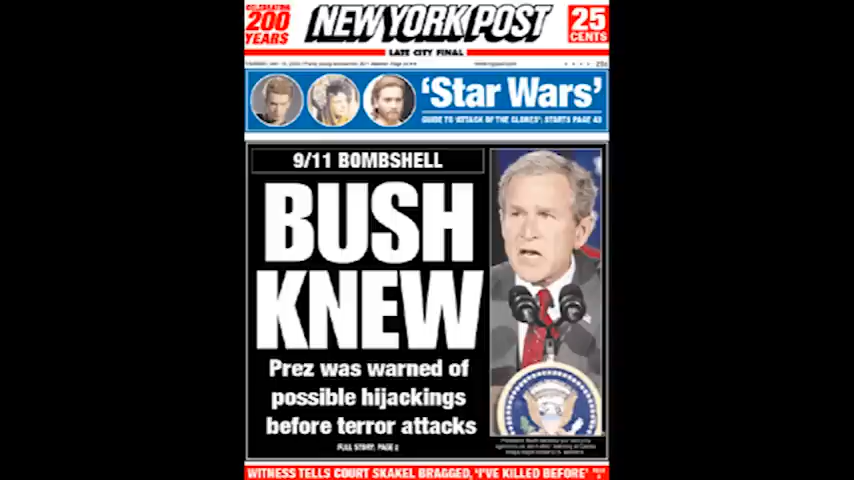 CELEBRATING
200
YEARS
NEW YORK POST
25
CENTS
LATE CITY FINAL
'Star Wars'
GUIDE TO 'ATTACK OF THE CLONES': STARTS PAGE 43
9/11 BOMBSHELL
BUSH
KNEW
Prez was warned of
possible hijackings
before terror attacks
FULL STORY: PAGE 2
WITNESS TELLS COURT SKAKEL BRAGGED, 'I'VE KILLED BEFORE'